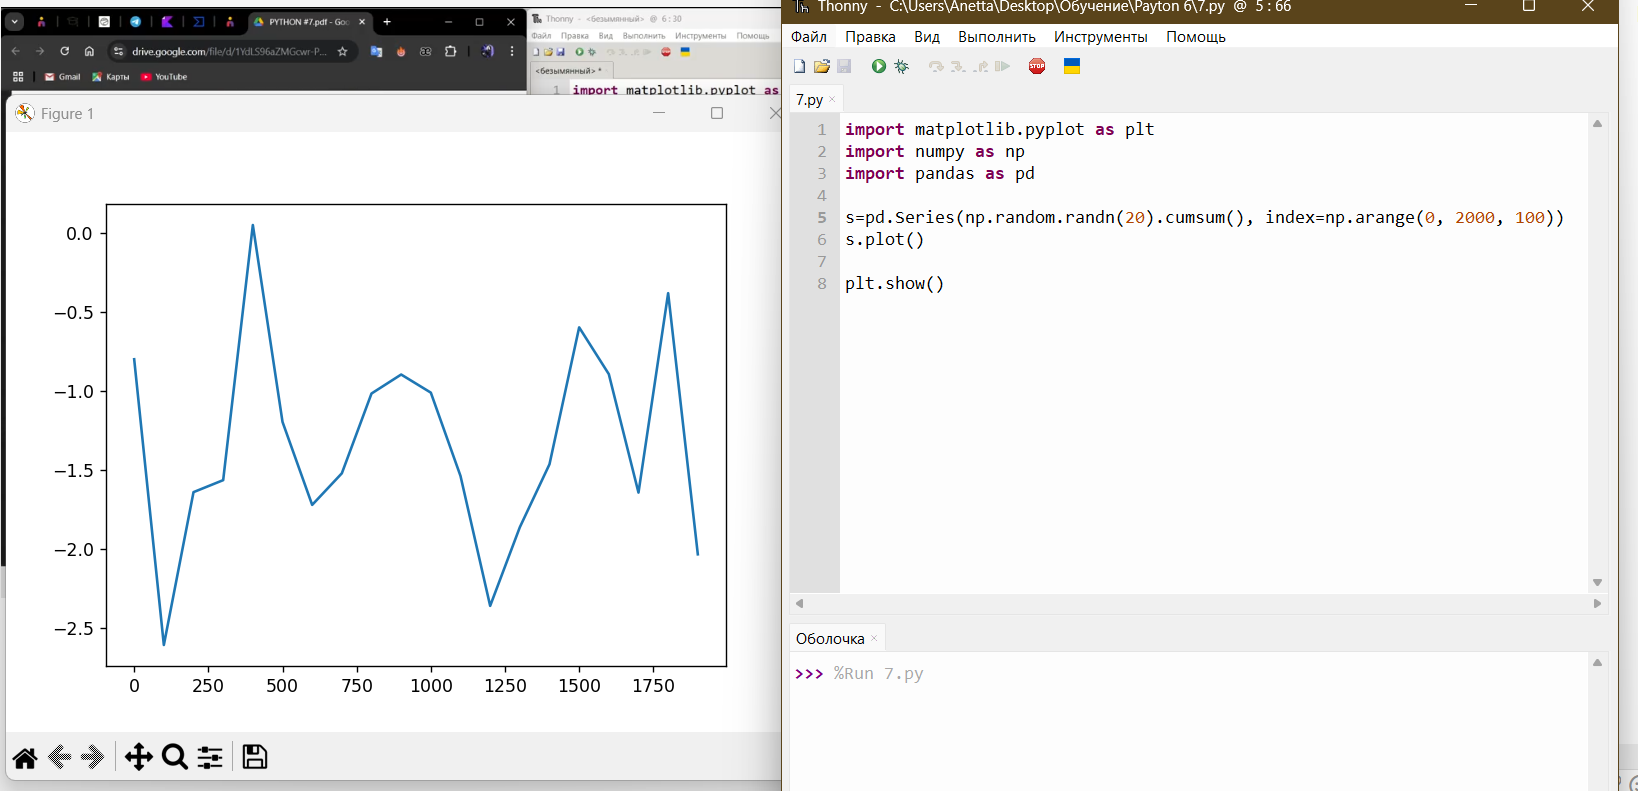 PYTHON #7.pdf - Goo
drive.google.com/file/d/1YdLS96aZMGcwr-P...
Gmail Карты YouTube
Thonny - <безымянный> @ 6:30
Файл Правка Вид Выполнить Инструменты Помощь
<безымянный> *
1 import matplotlib.pyplot as
Figure 1
0.0
−0.5
−1.0
−1.5
−2.0
−2.5
0 250 500 750 1000 1250 1500 1750
Thonny - C:\Users\Anetta\Desktop\Обучение\Payton 6\7.py @ 5:66
Файл Правка Вид Выполнить Инструменты Помощь
STOP
7.py
1 import matplotlib.pyplot as plt
2 import numpy as np
3 import pandas as pd
4
5 s=pd.Series(np.random.randn(20).cumsum(), index=np.arange(0, 2000, 100))
6 s.plot()
7
8 plt.show()
Оболочка
>>> %Run 7.py